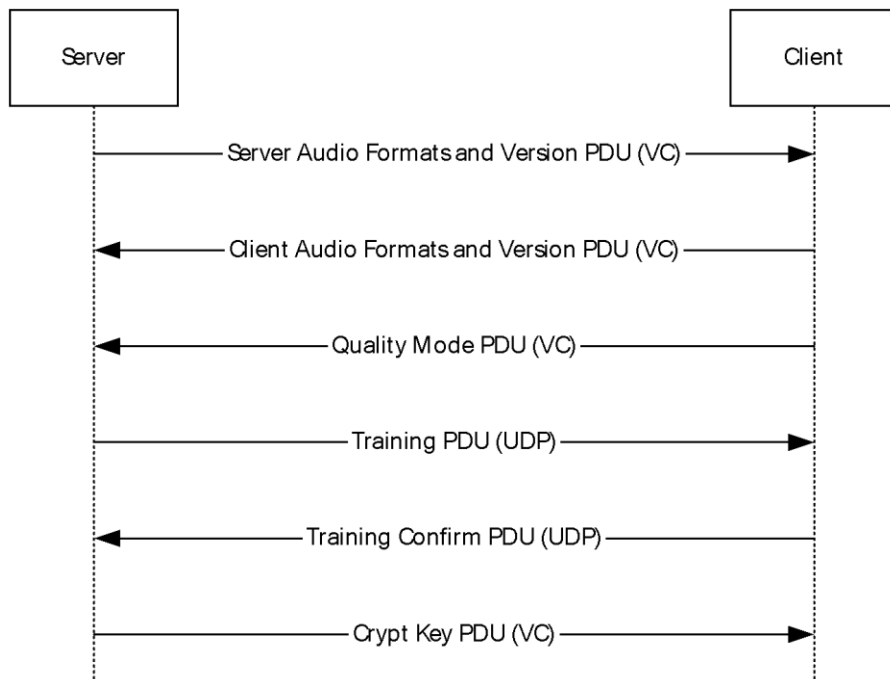 Server
Client
Server Audio Formats and Version PDU (VC)
Client Audio Formats and Version PDU (VC)
Quality Mode PDU (VC)
Training PDU (UDP)
Training Confirm PDU (UDP)
Crypt Key PDU (VC)